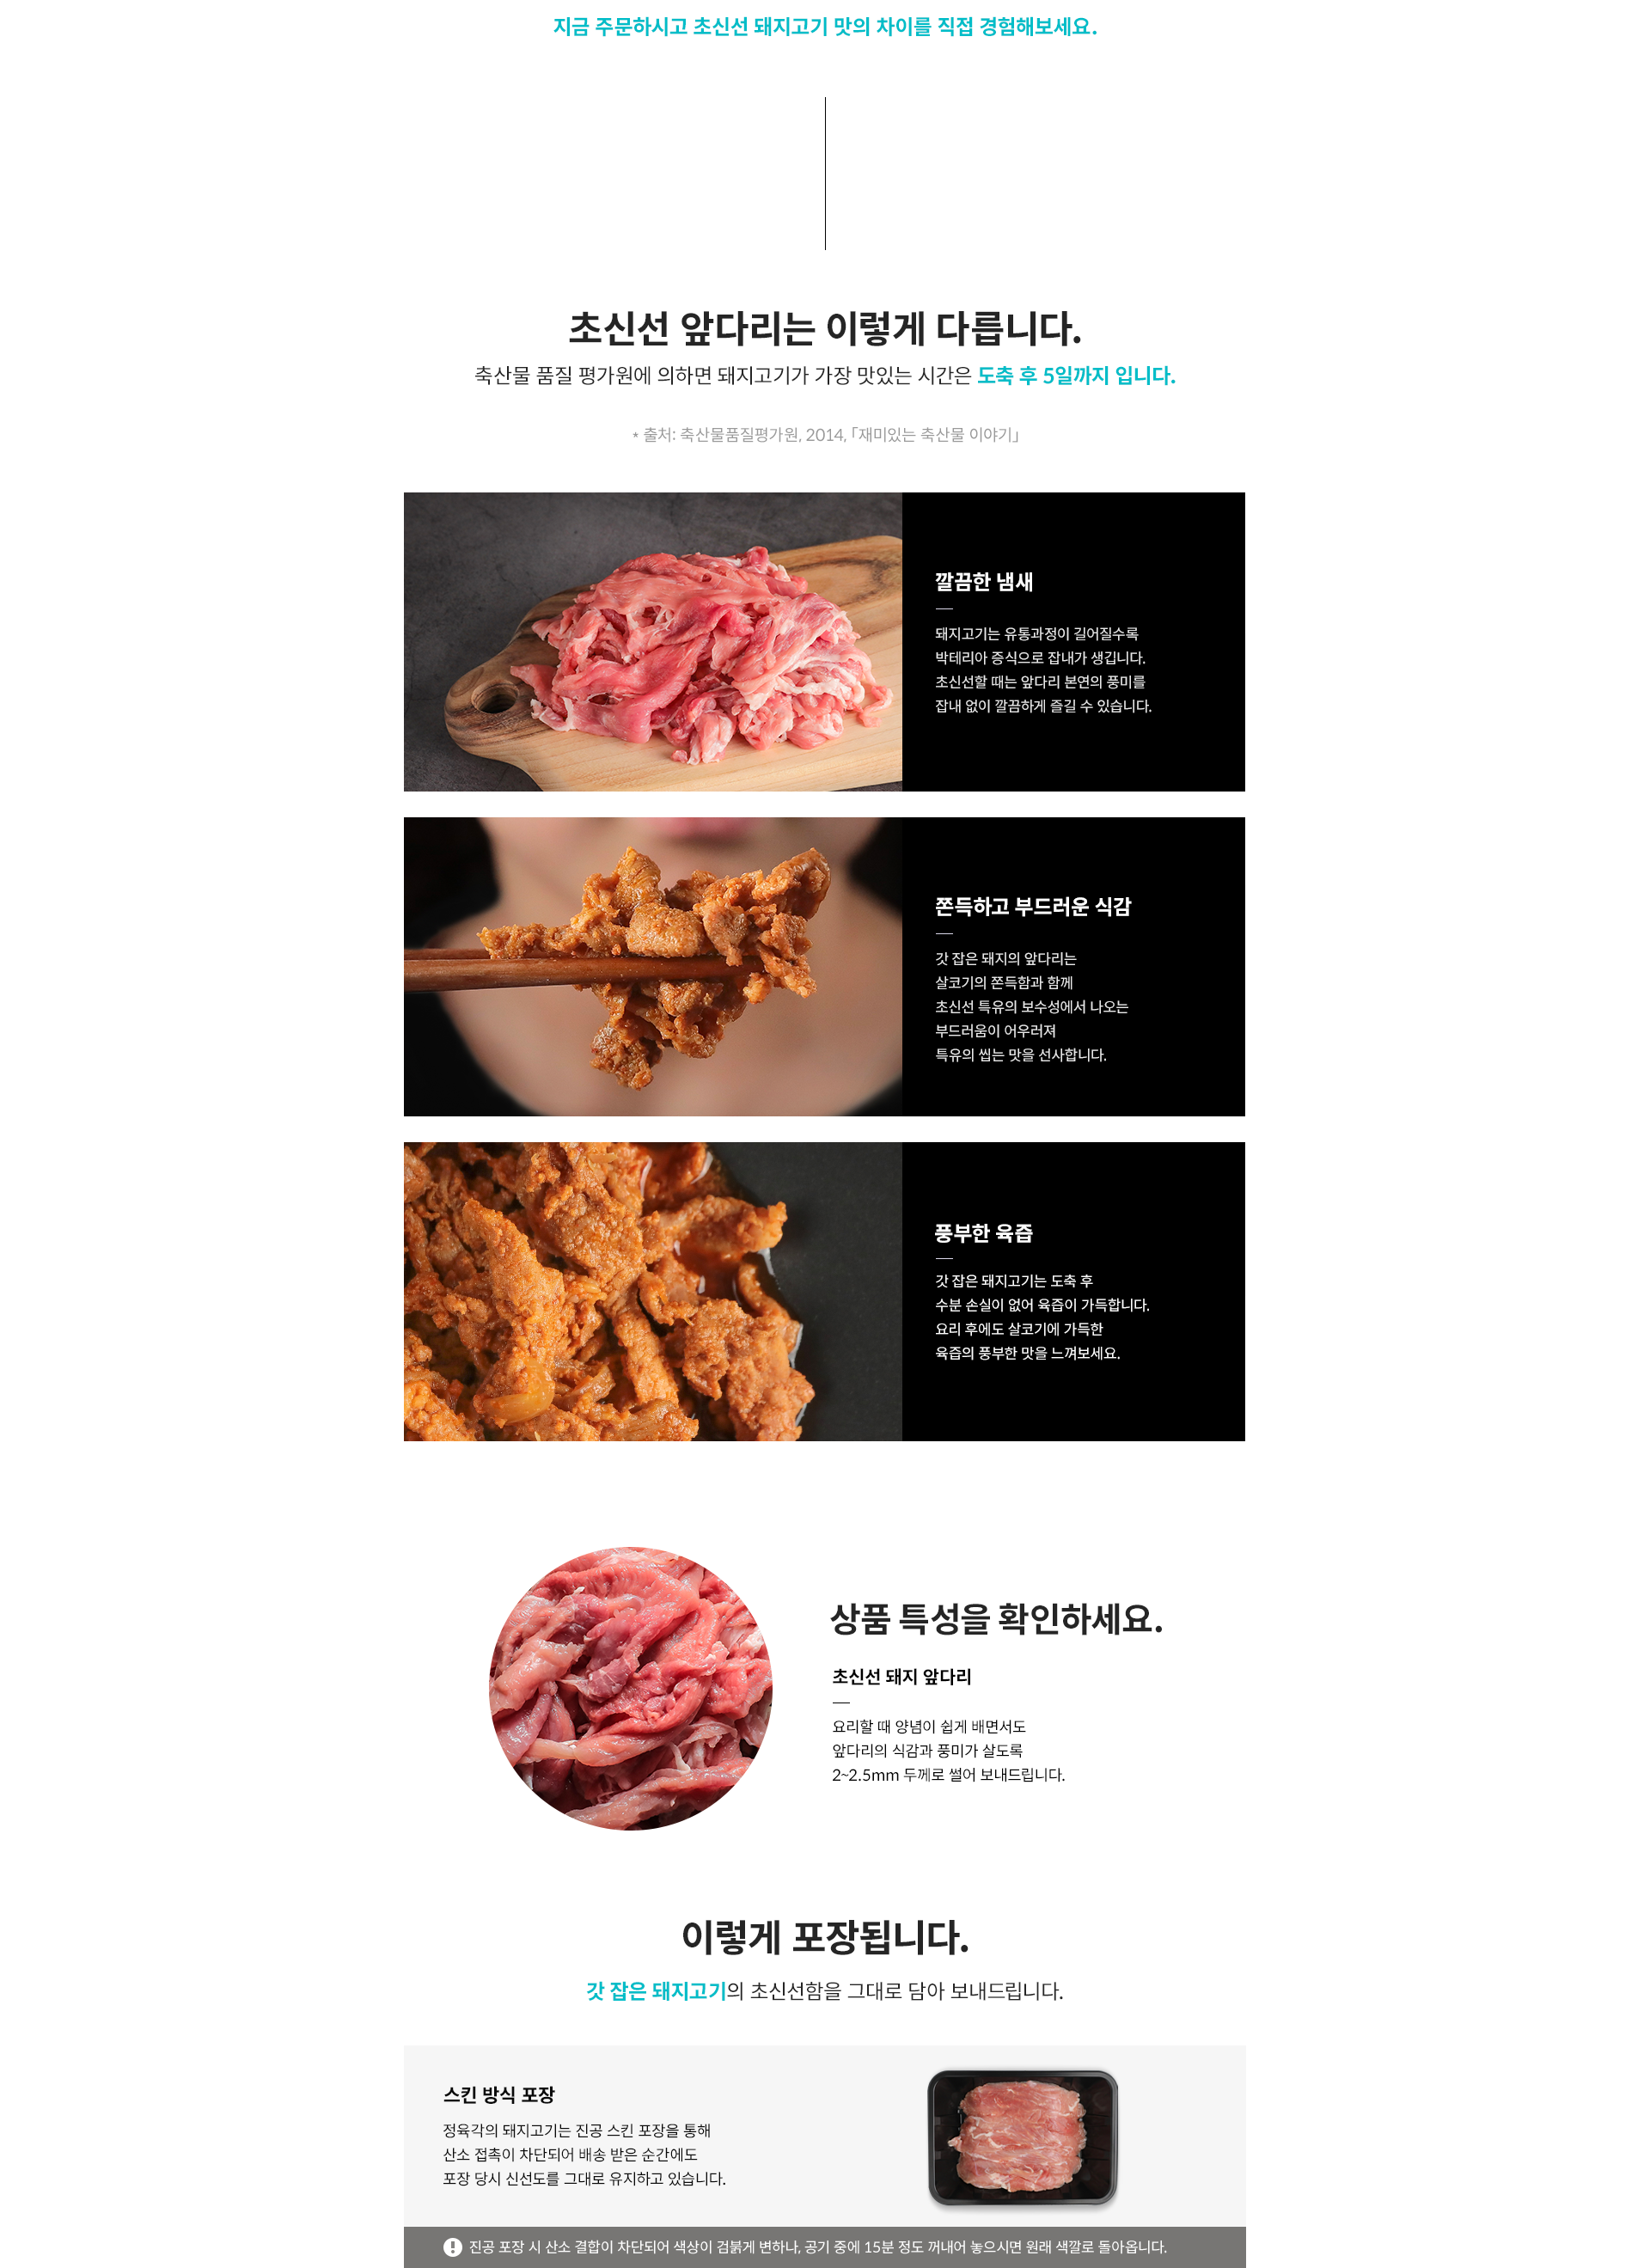 지금 주문하시고 초신선 돼지고기 맛의 차이를 직접 경험해보세요.
초신선 앞다리는 이렇게 다릅니다.
축산물 품질 평가원에 의하면 돼지고기가 가장 맛있는 시간은 도축 후 5일까지 입니다.
* 출처: 축산물품질평가원, 2014, 「재미있는 축산물 이야기」
깔끔한 냄새
돼지고기는 유통과정이 길어질수록
박테리아 증식으로 잡내가 생깁니다.
초신선할 때는 앞다리 본연의 풍미를
잡내 없이 깔끔하게 즐길 수 있습니다.
쫀득하고 부드러운 식감
갓 잡은 돼지의 앞다리는
살코기의 쫀득함과 함께
초신선 특유의 보수성에서 나오는
부드러움이 어우러져
특유의 씹는 맛을 선사합니다.
풍부한 육즙
갓 잡은 돼지고기는 도축 후
수분 손실이 없어 육즙이 가득합니다.
요리 후에도 살코기에 가득한
육즙의 풍부한 맛을 느껴보세요.
상품 특성을 확인하세요.
초신선 돼지 앞다리
요리할 때 양념이 쉽게 배면서도
앞다리의 식감과 풍미가 살도록
2~2.5mm 두께로 썰어 보내드립니다.
이렇게 포장됩니다.
갓 잡은 돼지고기의 초신선함을 그대로 담아 보내드립니다.
스킨 방식 포장
정육각의 돼지고기는 진공 스킨 포장을 통해
산소 접촉이 차단되어 배송 받은 순간에도
포장 당시 신선도를 그대로 유지하고 있습니다.
진공 포장 시 산소 결합이 차단되어 색상이 검붉게 변하나, 공기 중에 15분 정도 꺼내어 놓으시면 원래 색깔로 돌아옵니다.